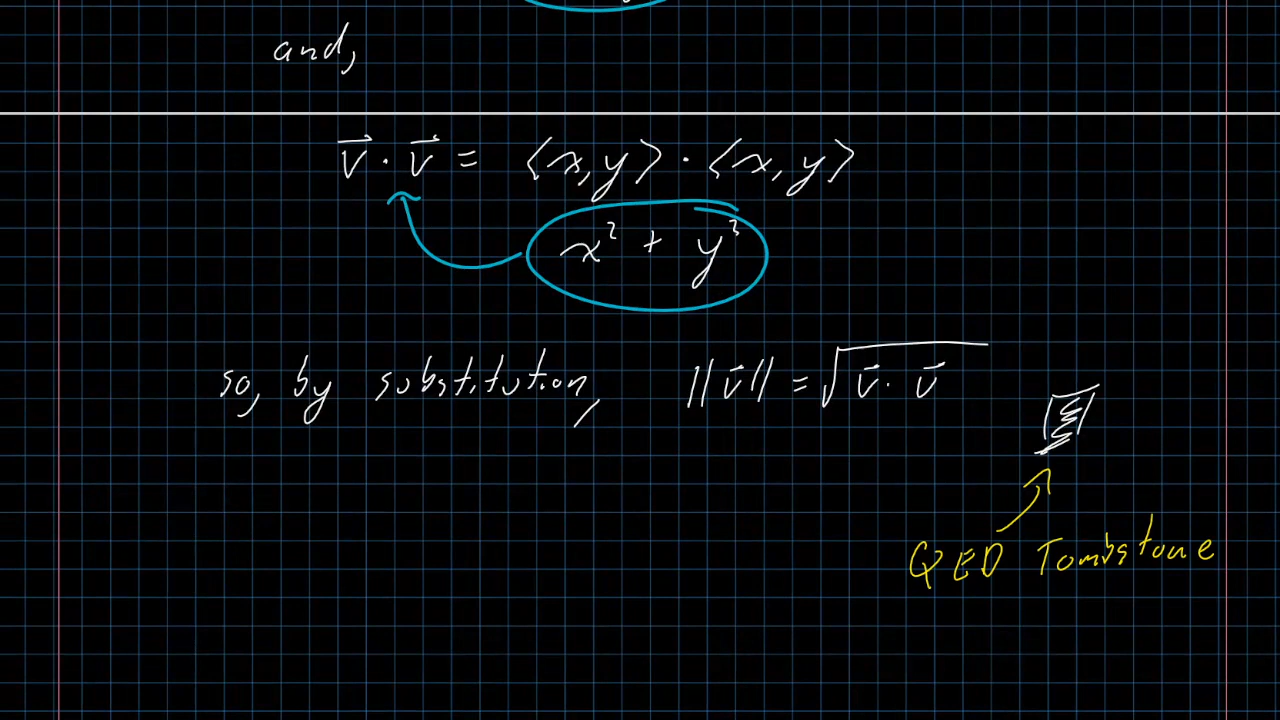 and,
v⃗ · v⃗ = ⟨x,y⟩ · ⟨x,y⟩
x² + y²
so, by substitution, ||v⃗|| = √(v⃗ · v⃗)
QED Tombstone